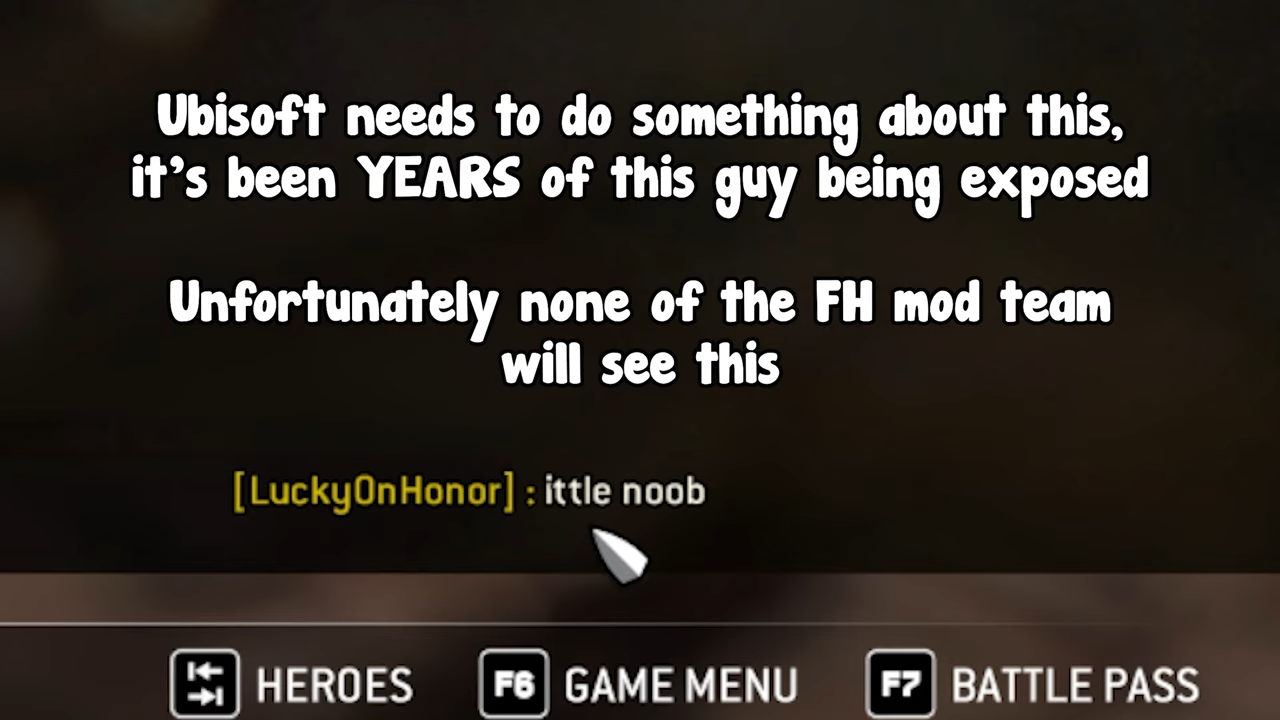 Ubisoft needs to do something about this,
it's been YEARS of this guy being exposed
Unfortunately none of the FH mod team
will see this
[LuckyOnHonor] : ittle noob
HEROES F6 GAME MENU F7 BATTLE PASS